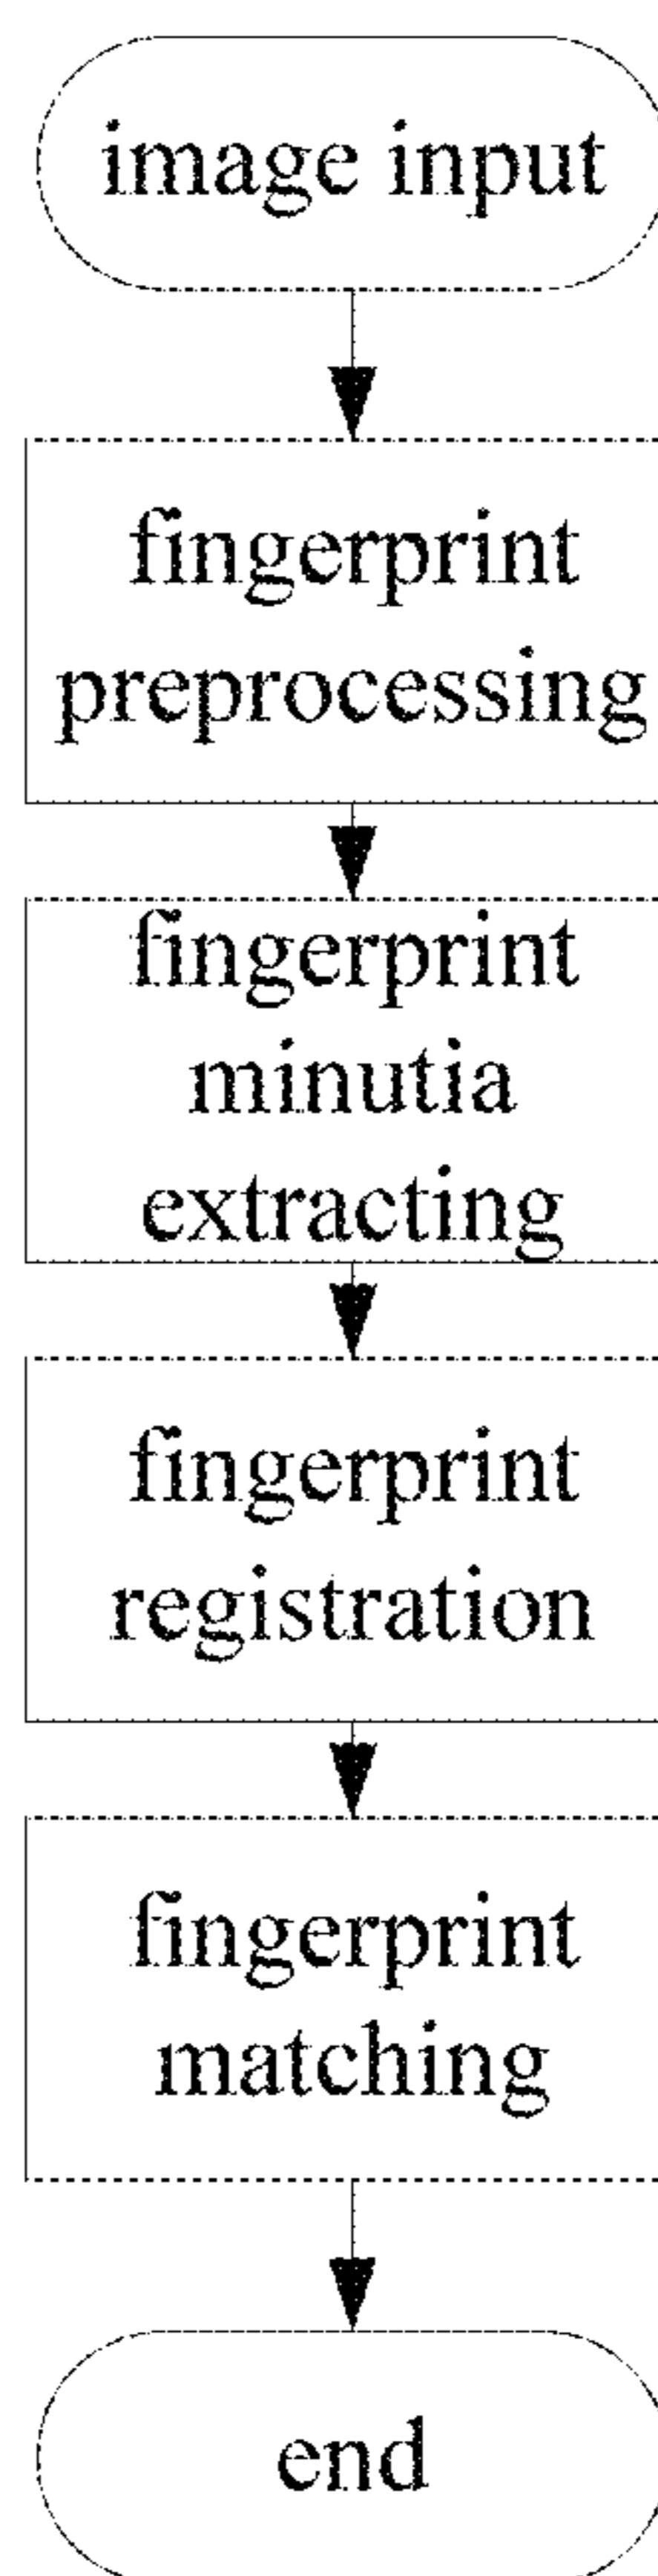 image input
fingerprint
preprocessing
fingerprint
minutia
extracting
fingerprint
registration
fingerprint
matching
end